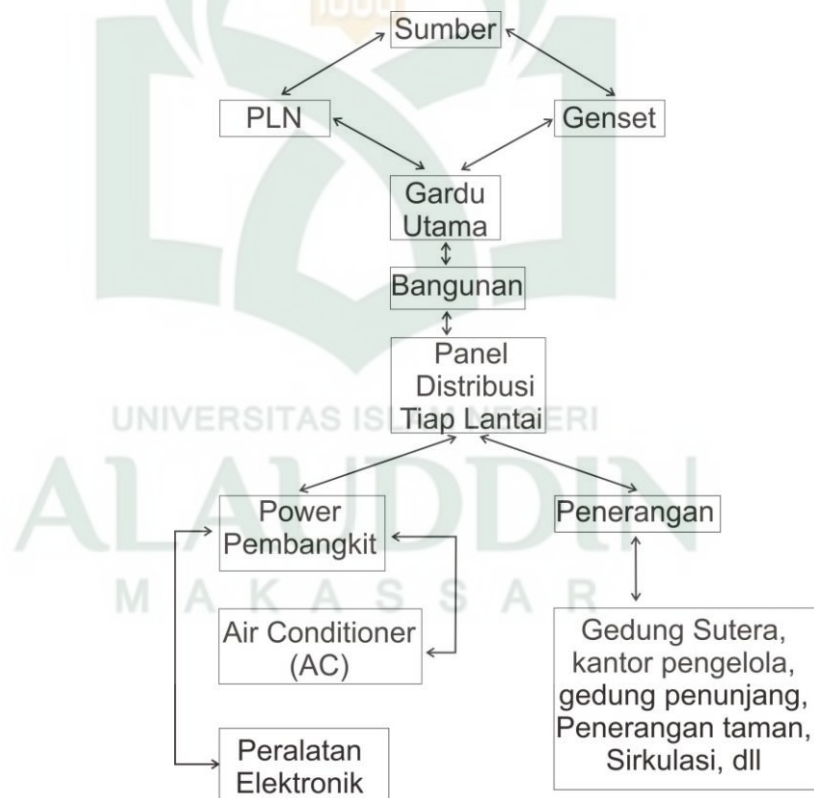 Sumber
PLN
Genset
Gardu
Utama
Bangunan
Panel
Distribusi
Tiap Lantai
UNIVERSITAS ISLAM NEGERI
ALAUDDIN
MAKASSAR
Power
Pembangkit
Penerangan
Air Conditioner
(AC)
Gedung Sutera,
kantor pengelola,
gedung penunjang,
Penerangan taman,
Sirkulasi, dll
Peralatan
Elektronik